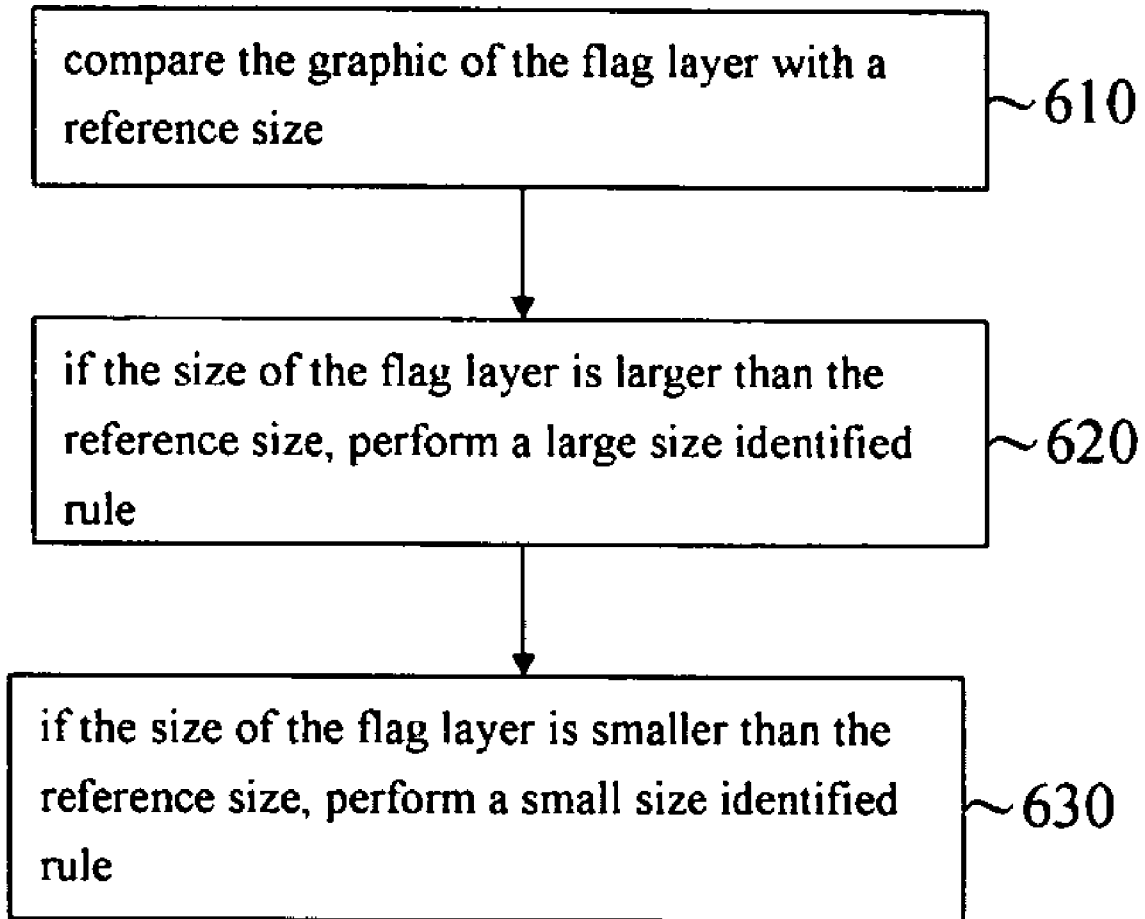 compare the graphic of the flag layer with a
reference size
610
if the size of the flag layer is larger than the
reference size, perform a large size identified
rule
620
if the size of the flag layer is smaller than the
reference size, perform a small size identified
rule
630